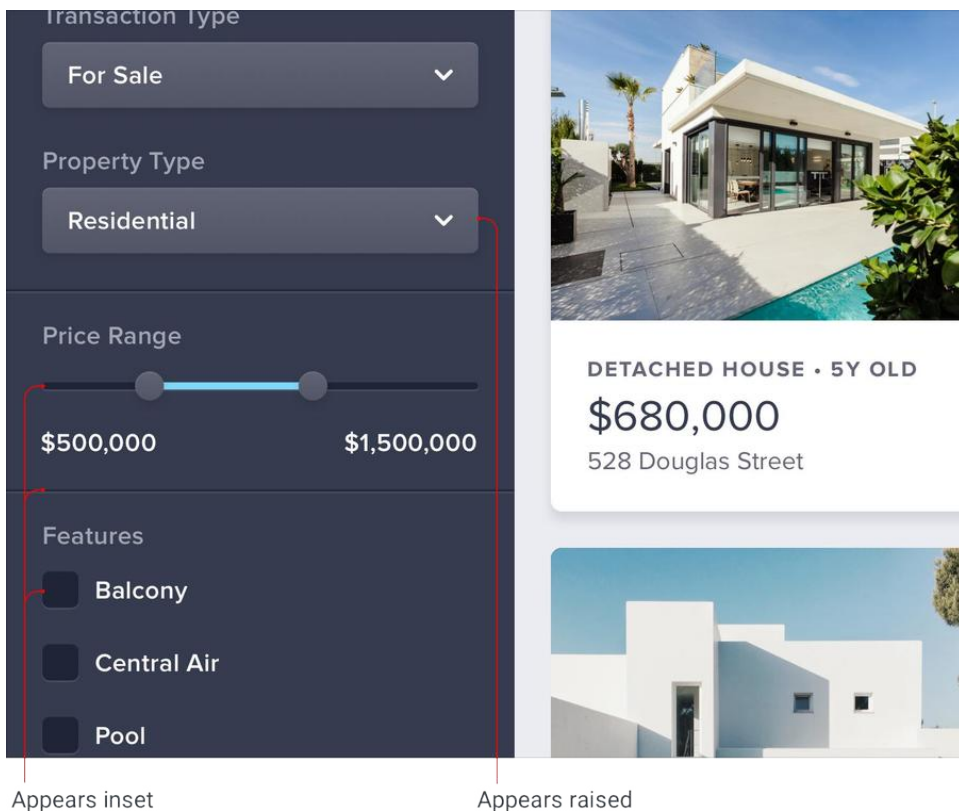 Transaction Type
For Sale
Property Type
Residential
Price Range
$500,000 $1,500,000
Features
Balcony
Central Air
Pool
DETACHED HOUSE • 5Y OLD
$680,000
528 Douglas Street
Appears inset
Appears raised